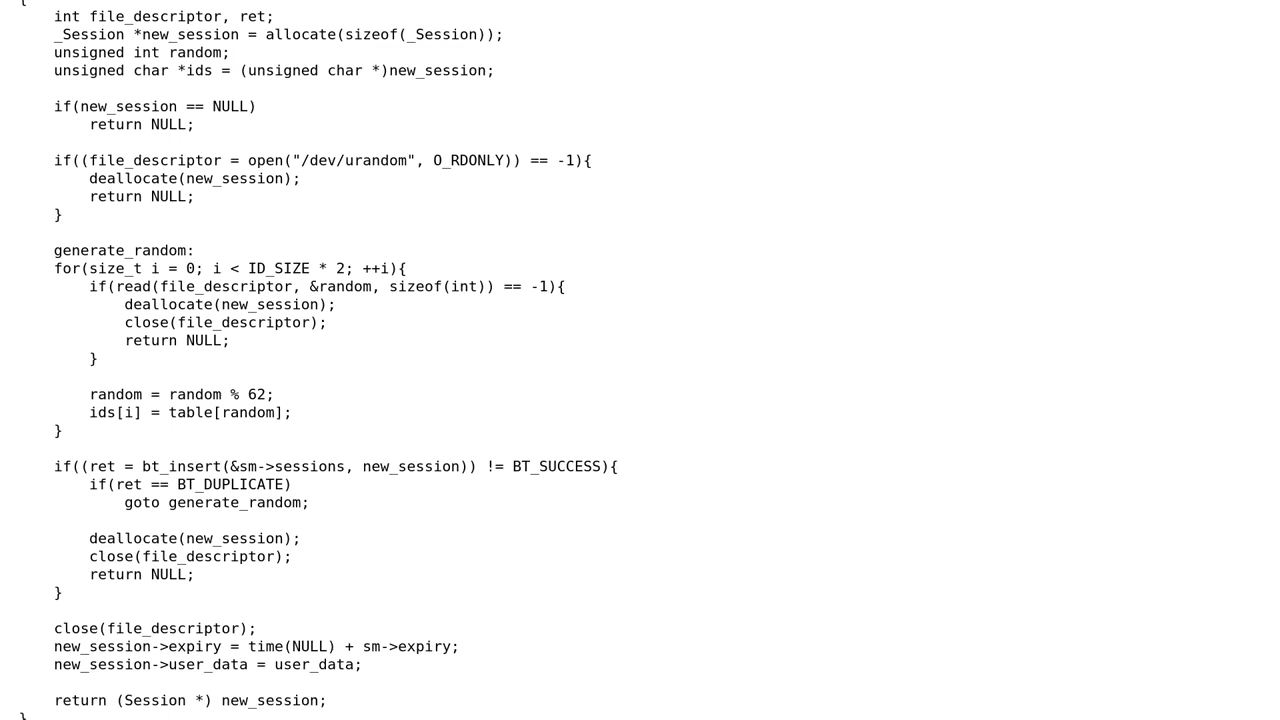 {
    int file_descriptor, ret;
    _Session *new_session = allocate(sizeof(_Session));
    unsigned int random;
    unsigned char *ids = (unsigned char *)new_session;

    if(new_session == NULL)
        return NULL;

    if((file_descriptor = open("/dev/urandom", O_RDONLY)) == -1){
        deallocate(new_session);
        return NULL;
    }

    generate_random:
    for(size_t i = 0; i < ID_SIZE * 2; ++i){
        if(read(file_descriptor, &random, sizeof(int)) == -1){
            deallocate(new_session);
            close(file_descriptor);
            return NULL;
        }

        random = random % 62;
        ids[i] = table[random];
    }

    if((ret = bt_insert(&sm->sessions, new_session)) != BT_SUCCESS){
        if(ret == BT_DUPLICATE)
            goto generate_random;

        deallocate(new_session);
        close(file_descriptor);
        return NULL;
    }

    close(file_descriptor);
    new_session->expiry = time(NULL) + sm->expiry;
    new_session->user_data = user_data;

    return (Session *) new_session;
}